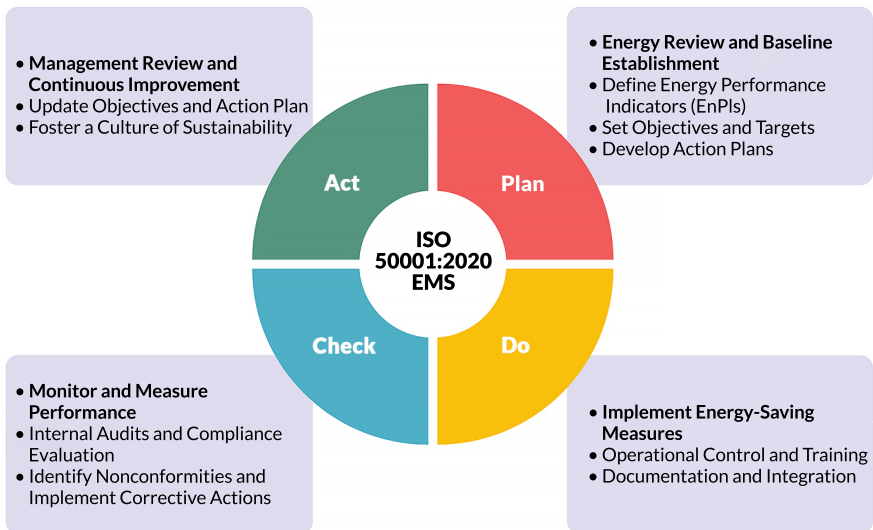 • Management Review and
Continuous Improvement
• Update Objectives and Action Plan
• Foster a Culture of Sustainability
• Energy Review and Baseline
Establishment
• Define Energy Performance
Indicators (EnPIs)
• Set Objectives and Targets
• Develop Action Plans
Act
Plan
ISO
50001:2020
EMS
Check
Do
• Monitor and Measure
Performance
• Internal Audits and Compliance
Evaluation
• Identify Nonconformities and
Implement Corrective Actions
• Implement Energy-Saving
Measures
• Operational Control and Training
• Documentation and Integration